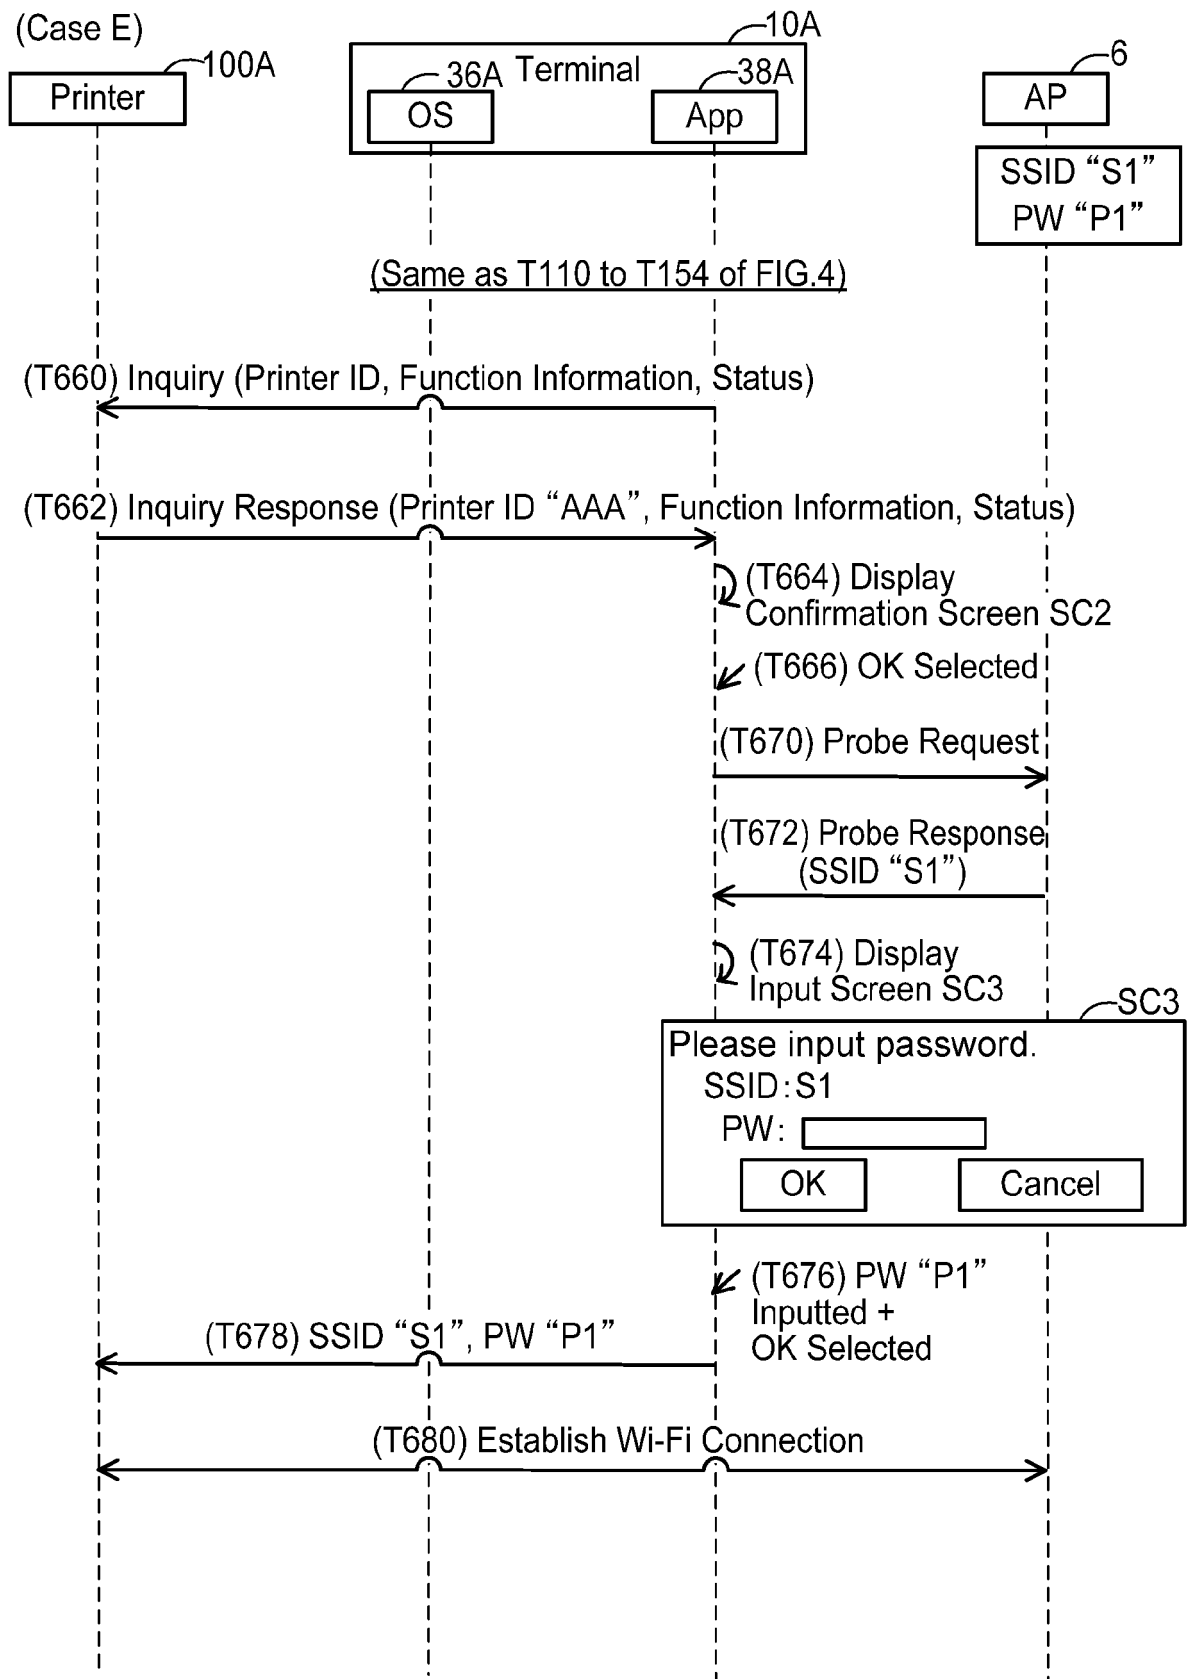 (Case E)
10A
100A
Terminal
6
36A
38A
Printer
OS
App
AP
SSID “S1”
PW “P1”
(Same as T110 to T154 of FIG.4)
(T660) Inquiry (Printer ID, Function Information, Status)
(T662) Inquiry Response (Printer ID “AAA”, Function Information, Status)
(T664) Display
Confirmation Screen SC2
(T666) OK Selected
(T670) Probe Request
(T672) Probe Response
(SSID “S1”)
(T674) Display
Input Screen SC3
SC3
Please input password.
SSID:S1
PW:
OK
Cancel
(T676) PW “P1”
Inputted +
OK Selected
(T678) SSID “S1”, PW “P1”
(T680) Establish Wi-Fi Connection